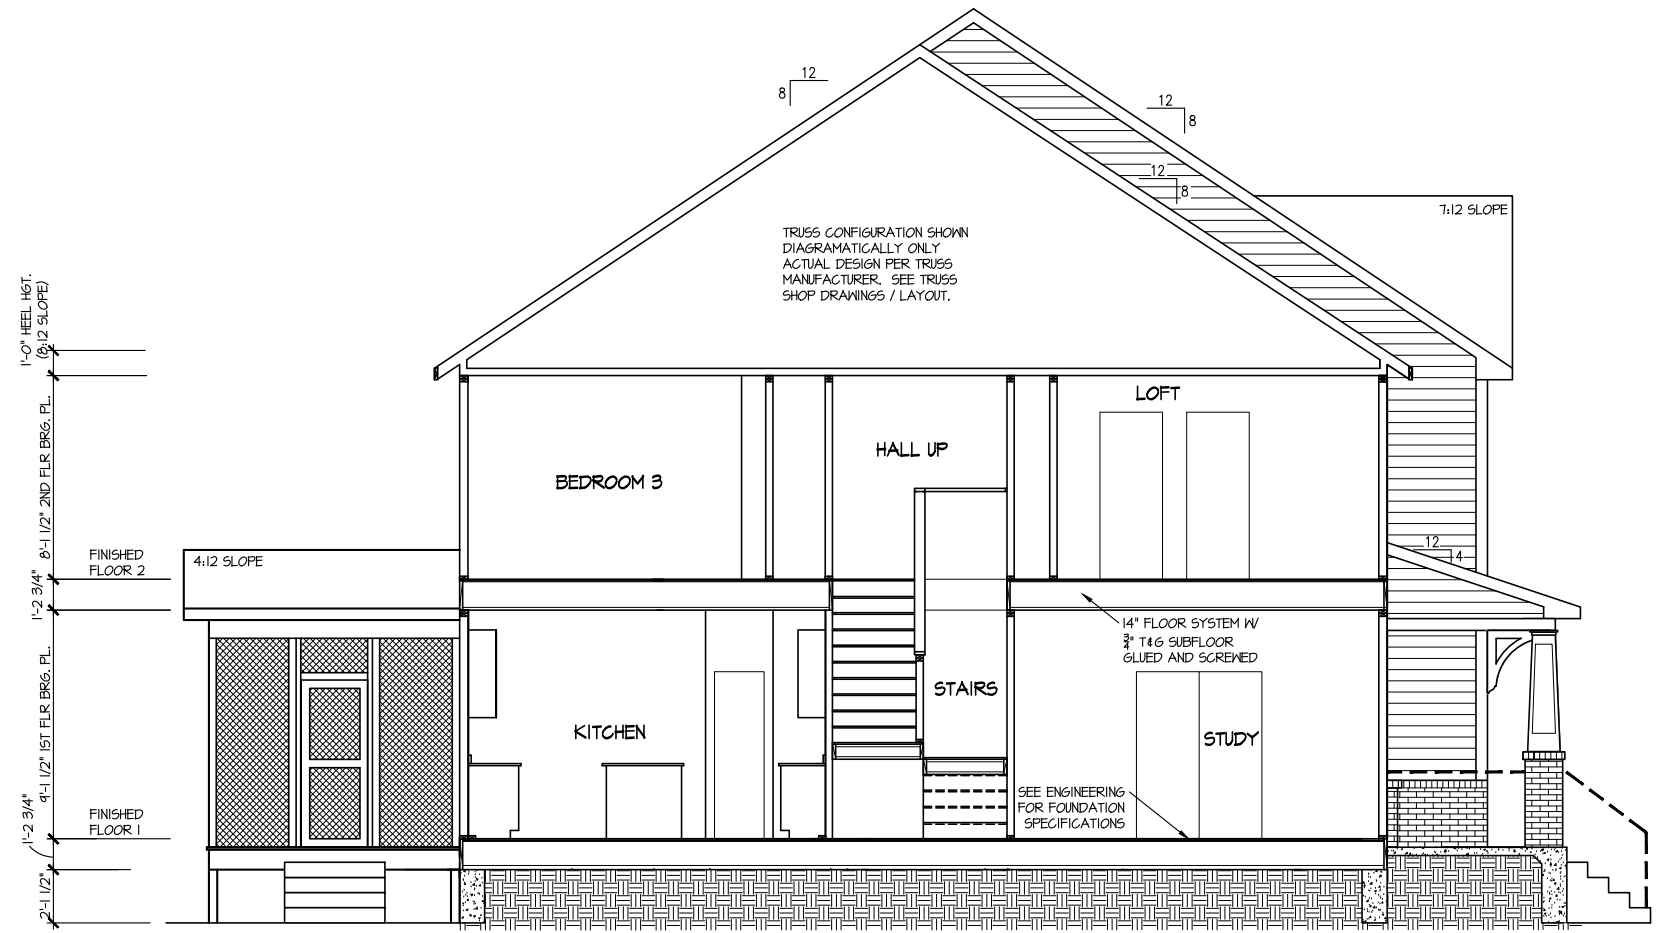 12
8
12
8
12
8
7:12 SLOPE
TRUSS CONFIGURATION SHOWN
DIAGRAMATICALLY ONLY
ACTUAL DESIGN PER TRUSS
MANUFACTURER. SEE TRUSS
SHOP DRAWINGS / LAYOUT.
1'-0" HEEL HGT.
(8:12 SLOPE)
LOFT
HALL UP
BEDROOM 3
8'-1 1/2" 2ND FLR BRG. PL.
12
4
FINISHED
FLOOR 2
4:12 SLOPE
1'-2 3/4"
14" FLOOR SYSTEM W/
3/4" T&G SUBFLOOR
GLUED AND SCREWED
STAIRS
KITCHEN
STUDY
9'-1 1/2" 1ST FLR BRG. PL.
SEE ENGINEERING
FOR FOUNDATION
SPECIFICATIONS
FINISHED
FLOOR 1
1'-2 3/4"
2'-1 1/2"